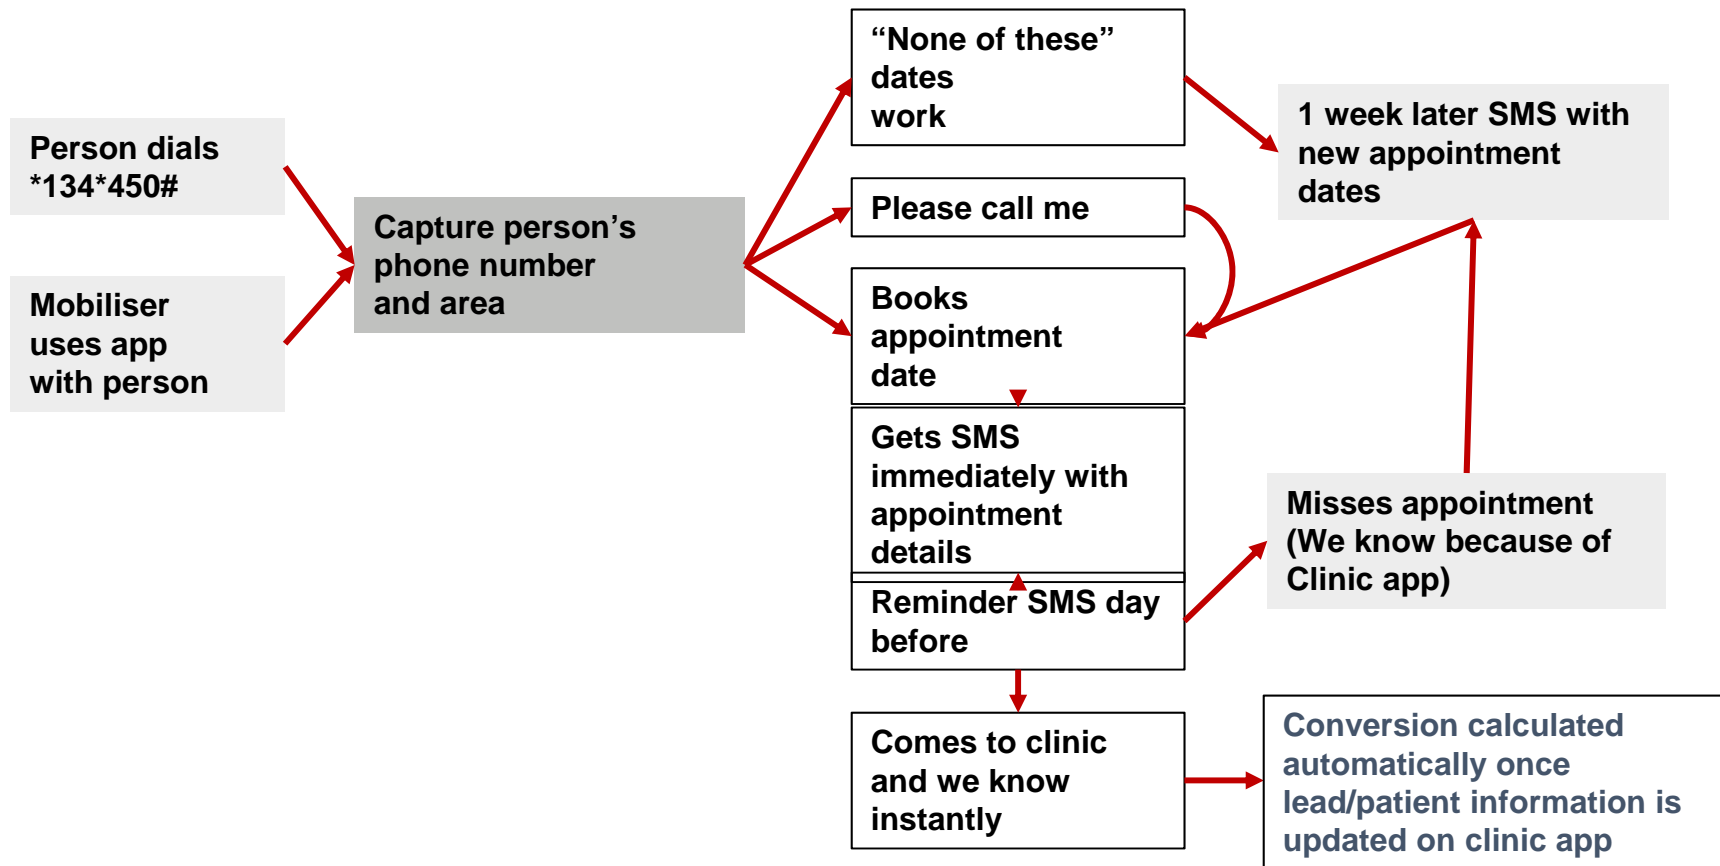 Person dials
*134*450#
Mobiliser
uses app
with person
Capture person’s
phone number
and area
“None of these”
dates
work
Please call me
Books
appointment
date
Gets SMS
immediately with
appointment
details
Reminder SMS day
before
Comes to clinic
and we know
instantly
1 week later SMS with
new appointment
dates
Misses appointment
(We know because of
Clinic app)
Conversion calculated
automatically once
lead/patient information is
updated on clinic app